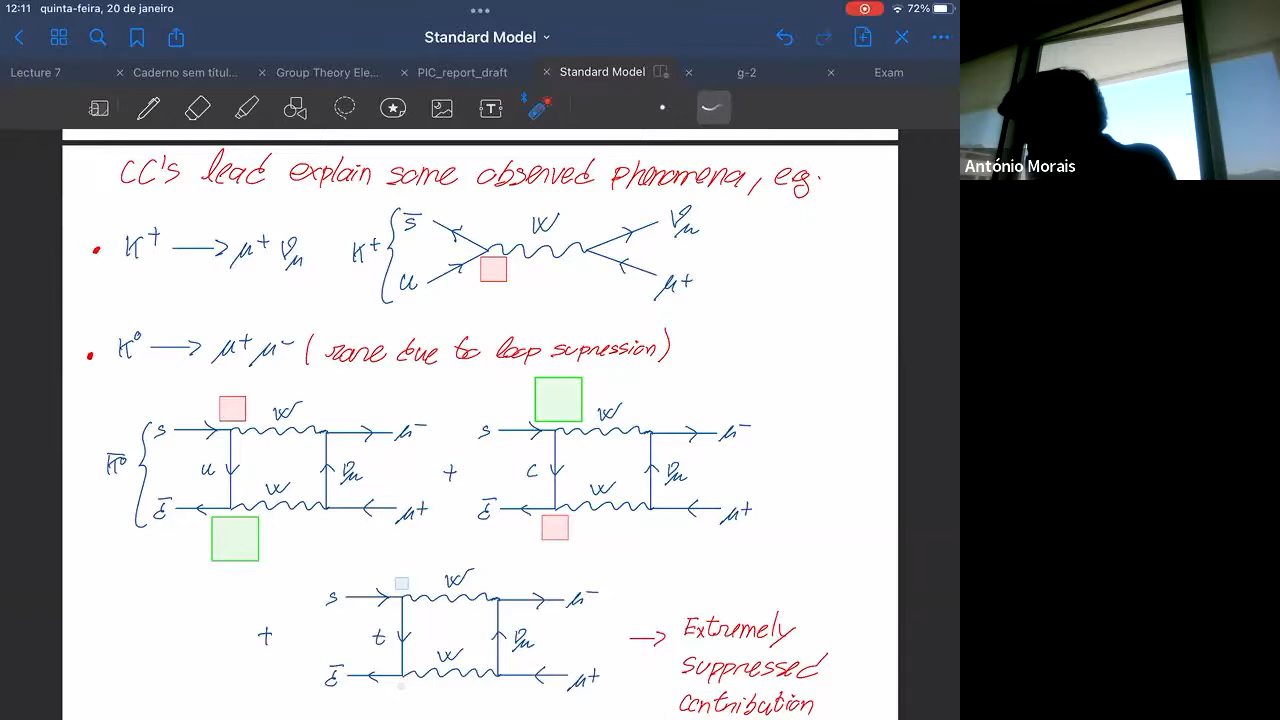 12:11 quinta-feira, 20 de janeiro
72%
Standard Model
Lecture 7
Caderno sem títul...
Group Theory Ele...
PIC_report_draft
Standard Model
g-2
Exam
António Morais
CC's lead explain some observed phenomena, eg.
• K⁺ → μ⁺ νμ K⁺ { s̄ u W νμ μ⁺
• K⁰ → μ⁺ μ⁻ (rare due to loop supression)
K̄⁰ { s W μ⁻ + s W μ⁻
u νμ c νμ
W μ⁺ W μ⁺
+ s W μ⁻
t νμ
W μ⁺
→ Extremely
suppressed
contribution